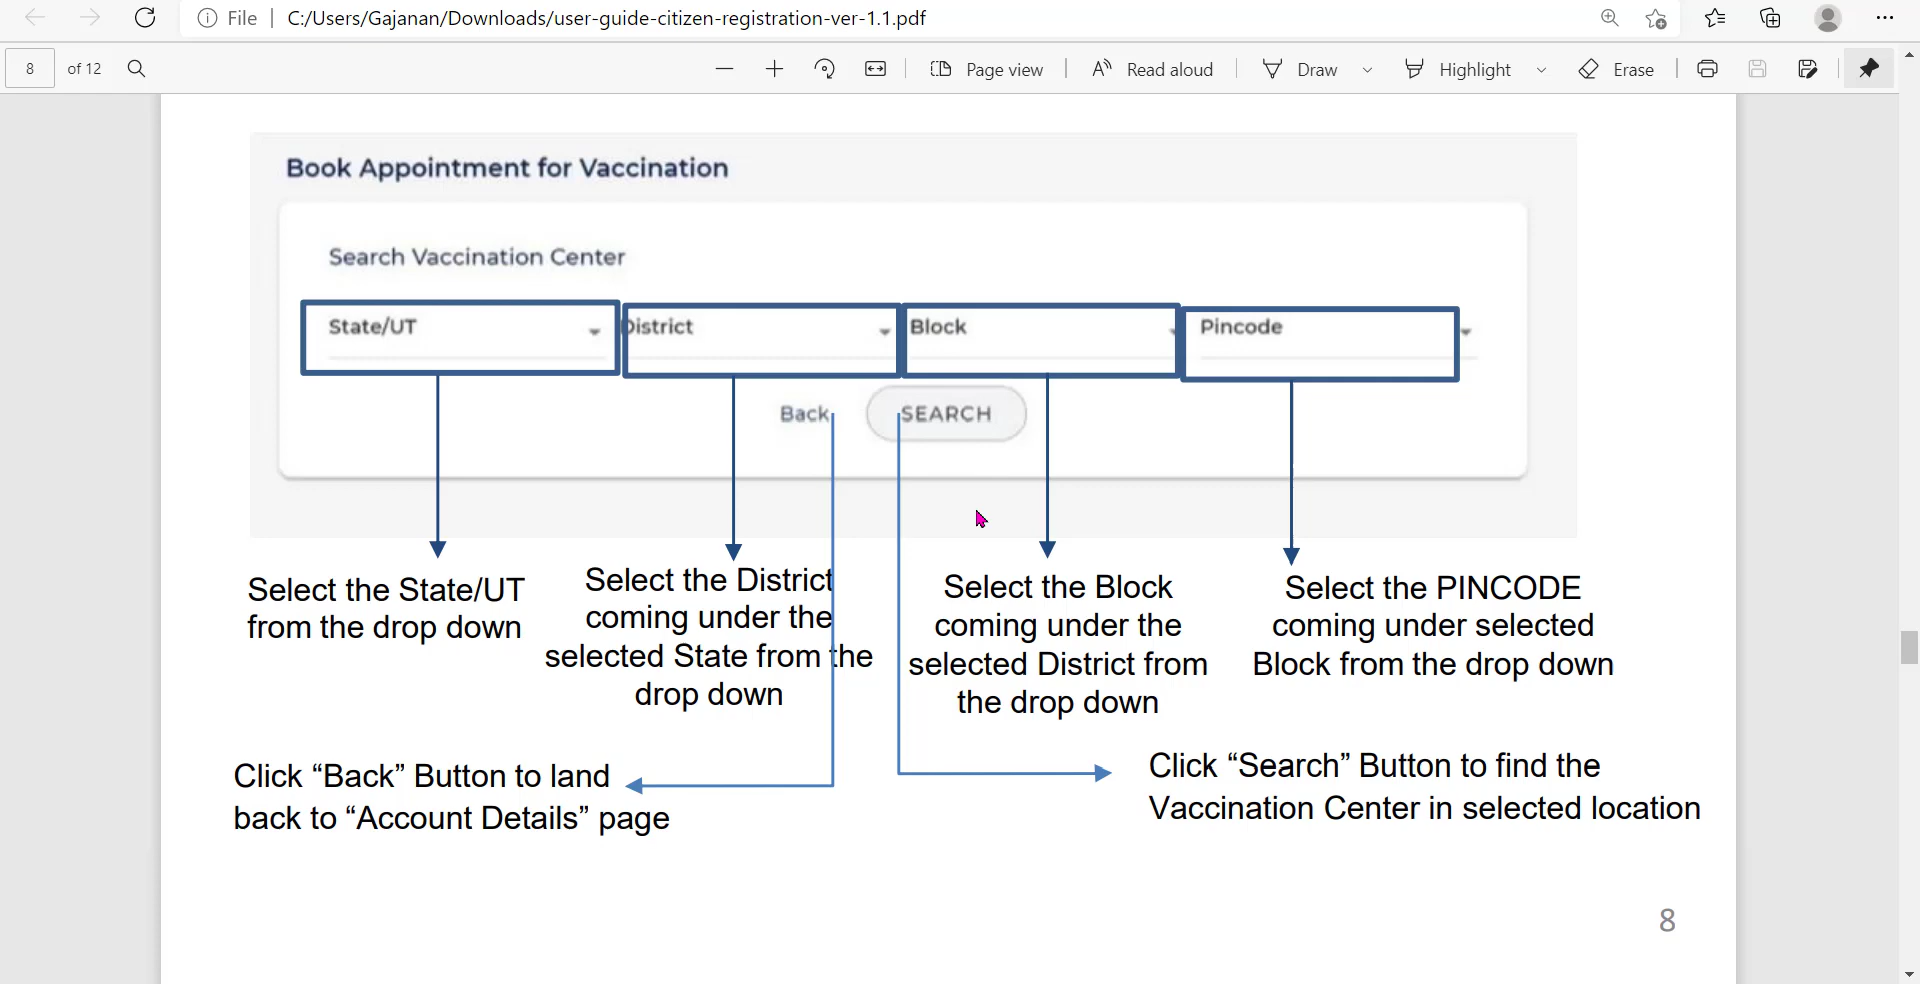 File C:/Users/Gajanan/Downloads/user-guide-citizen-registration-ver-1.1.pdf
8 of 12 Page view Read aloud Draw Highlight Erase
Book Appointment for Vaccination
Search Vaccination Center
State/UT District Block Pincode
Back SEARCH
Select the State/UT
from the drop down
Select the District
coming under the
selected State from the
drop down
Select the Block
coming under the
selected District from
the drop down
Select the PINCODE
coming under selected
Block from the drop down
Click “Back” Button to land
back to “Account Details” page
Click “Search” Button to find the
Vaccination Center in selected location
8